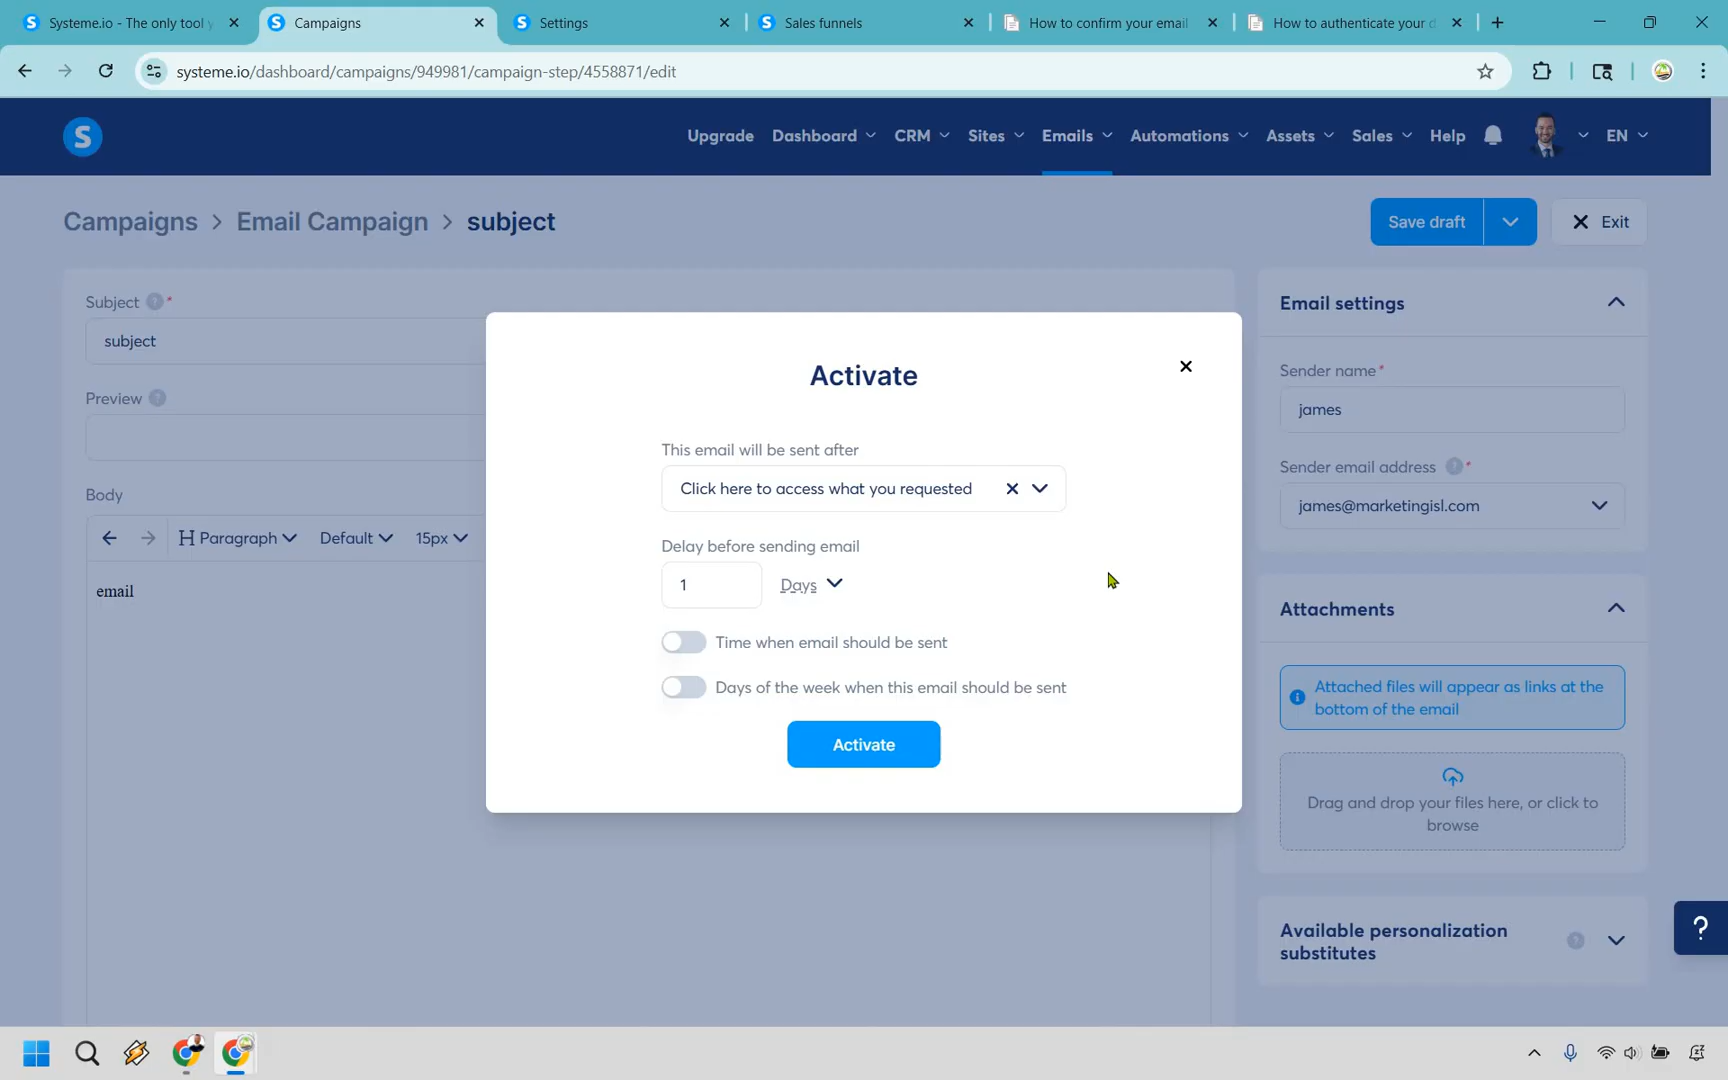 Systeme.io - The only tool y
Campaigns
Settings
Sales funnels
How to confirm your email
How to authenticate your d
systeme.io/dashboard/campaigns/949981/campaign-step/4558871/edit
S
Upgrade
Dashboard
CRM
Sites
Emails
Automations
Assets
Sales
Help
EN
Campaigns > Email Campaign > subject
Save draft
Exit
Subject ? *
subject
Preview ?
Body
H Paragraph
Default
15px
email
Activate
This email will be sent after
Click here to access what you requested
Delay before sending email
1
Days
Time when email should be sent
Days of the week when this email should be sent
Activate
Email settings
Sender name *
james
Sender email address ? *
james@marketingisl.com
Attachments
Attached files will appear as links at the
bottom of the email
Drag and drop your files here, or click to
browse
Available personalization
substitutes
?
?